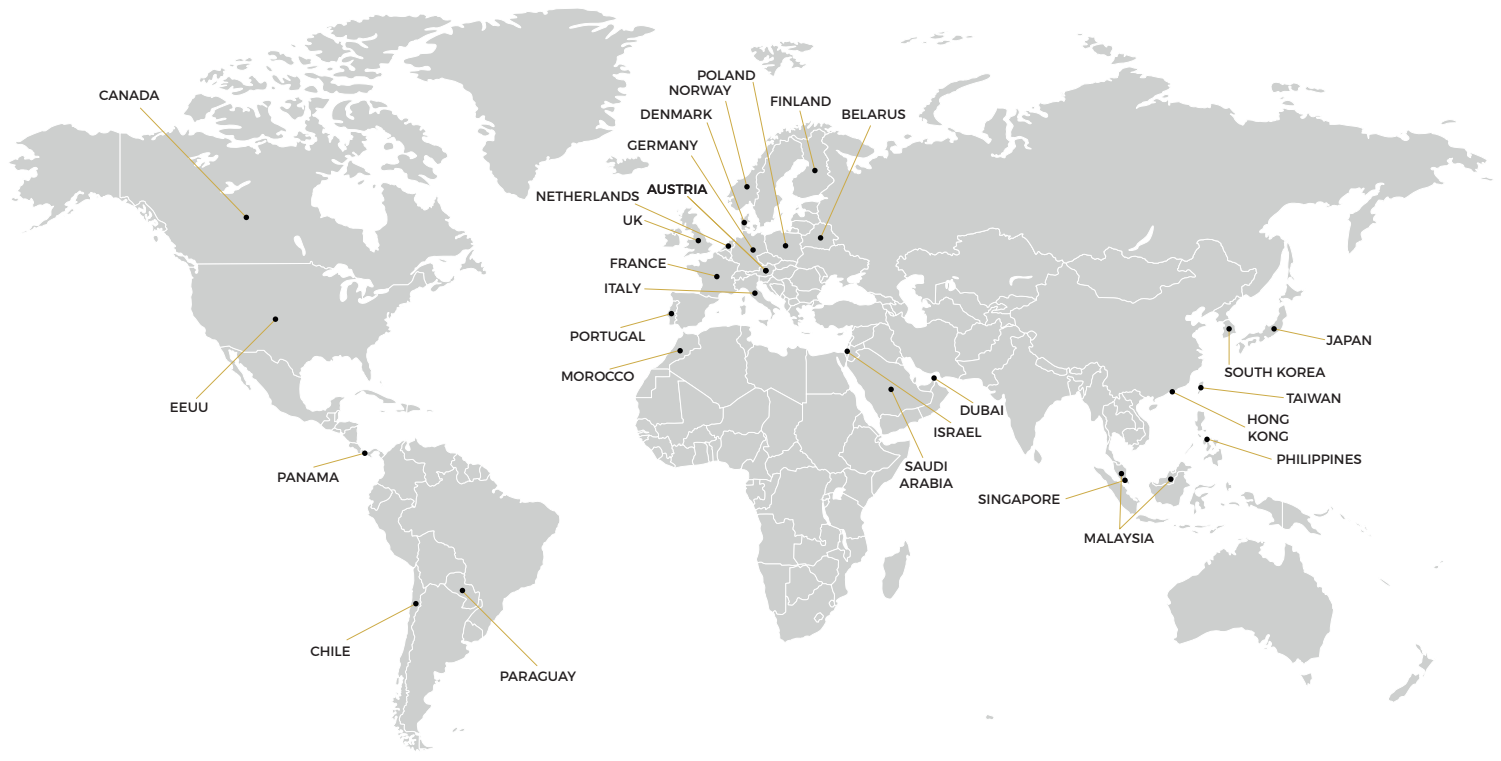 POLAND
NORWAY
CANADA
FINLAND
DENMARK
BELARUS
GERMANY
AUSTRIA
NETHERLANDS
UK
FRANCE
ITALY
PORTUGAL
JAPAN
SOUTH KOREA
MOROCCO
TAIWAN
EEUU
DUBAI
HONG
KONG
ISRAEL
PHILIPPINES
SAUDI
ARABIA
PANAMA
SINGAPORE
MALAYSIA
CHILE
PARAGUAY